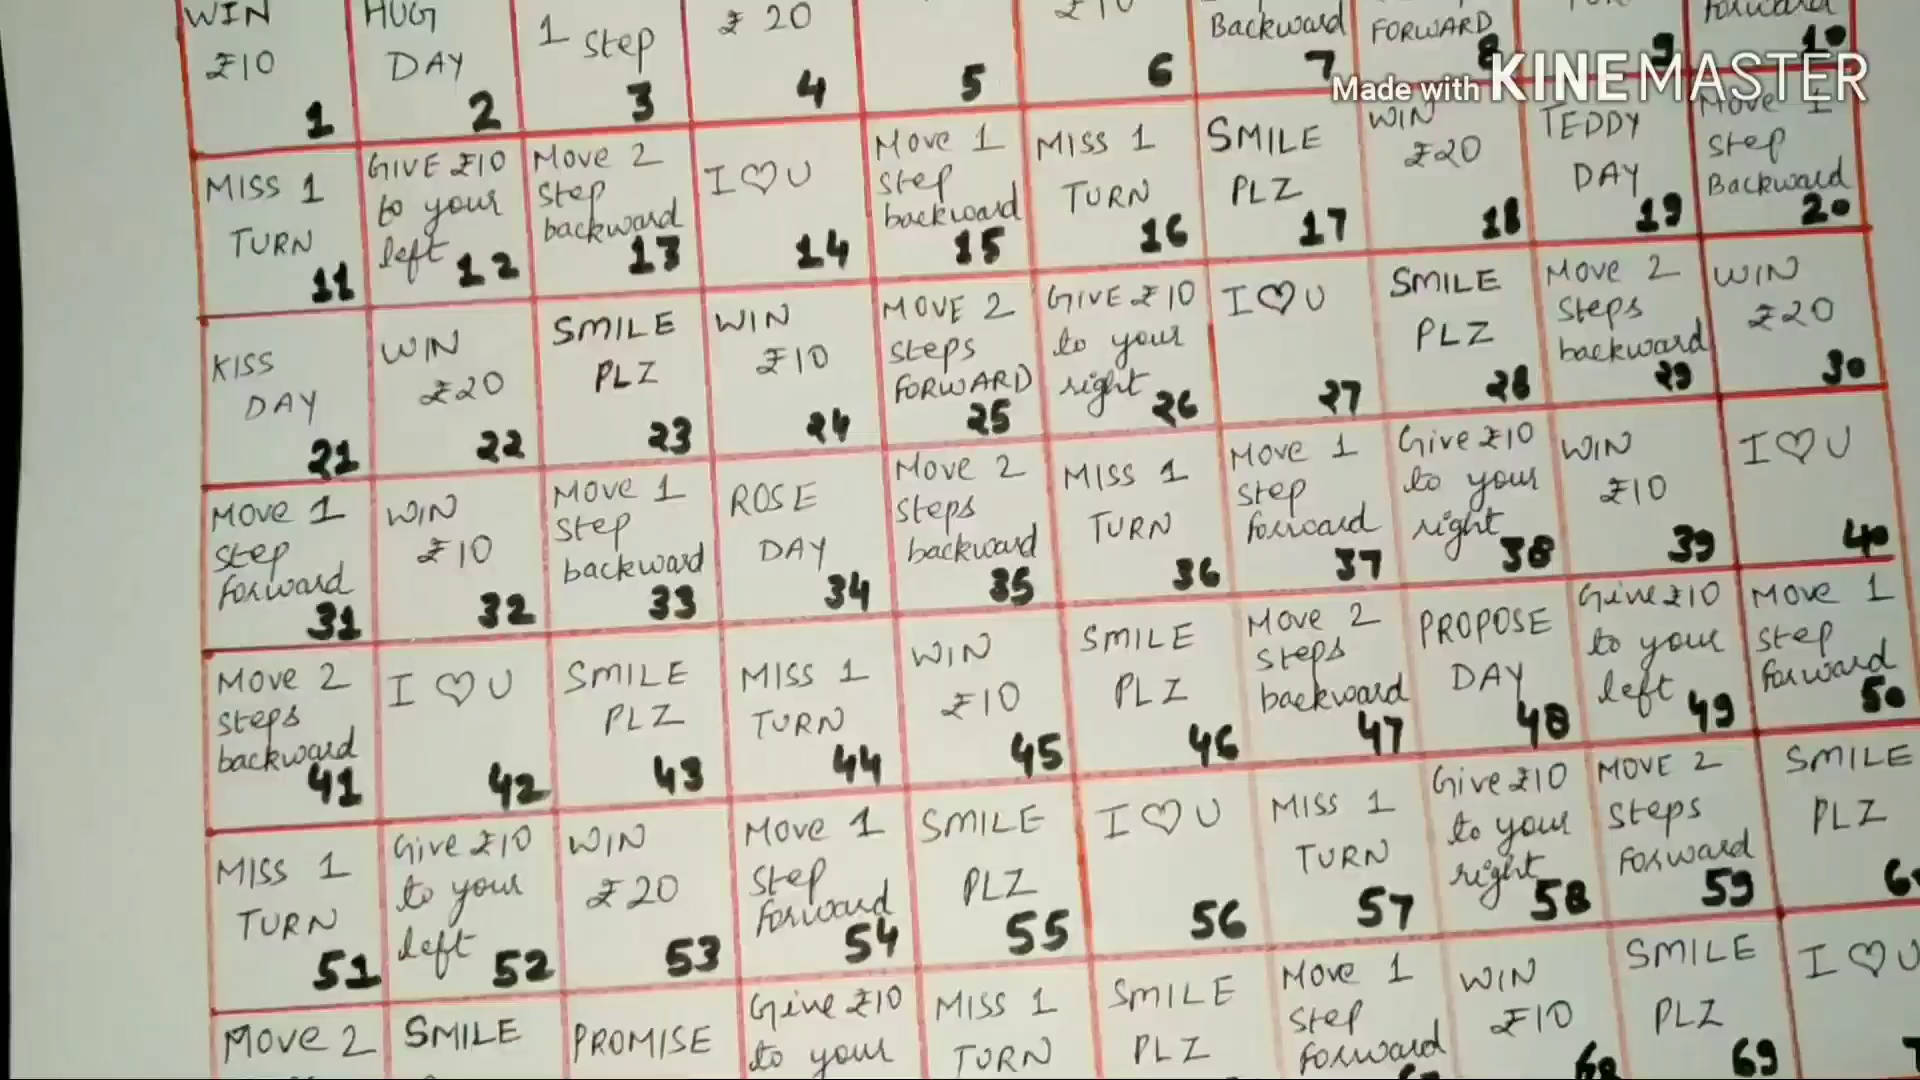 WIN
₹10
1
HUG
DAY
2
1 step
3
₹ 20
4
5
₹10
6
Backward
7
FORWARD
8
9
forward
10
Made with KINEMASTER
MISS 1
TURN
11
GIVE ₹10
to your
left
12
Move 2
step
backward
13
I ♡ U
14
Move 1
step
backward
15
MISS 1
TURN
16
SMILE
PLZ
17
WIN
₹20
18
TEDDY
DAY
19
Move 1
step
Backward
20
KISS
DAY
21
WIN
₹20
22
SMILE
PLZ
23
WIN
₹10
24
MOVE 2
steps
FORWARD
25
GIVE ₹10
to your
right
26
I ♡ U
27
SMILE
PLZ
28
Move 2
steps
backward
29
WIN
₹20
30
Move 1
step
forward
31
WIN
₹10
32
Move 1
step
backward
33
ROSE
DAY
34
Move 2
steps
backward
35
MISS 1
TURN
36
Move 1
step
forward
37
Give ₹10
to your
right
38
WIN
₹10
39
I ♡ U
40
Move 2
steps
backward
41
I ♡ U
42
SMILE
PLZ
43
MISS 1
TURN
44
WIN
₹10
45
SMILE
PLZ
46
Move 2
steps
backward
47
PROPOSE
DAY
48
Give ₹10
to your
left
49
Move 1
step
forward
50
MISS 1
TURN
51
Give ₹10
to your
left
52
WIN
₹20
53
Move 1
step
forward
54
SMILE
PLZ
55
I ♡ U
56
MISS 1
TURN
57
Give ₹10
to your
right
58
MOVE 2
steps
forward
59
SMILE
PLZ
Move 2
SMILE
PROMISE
Give ₹10
to your
MISS 1
TURN
SMILE
PLZ
Move 1
step
forward
WIN
₹10
68
SMILE
PLZ
69
I ♡ U